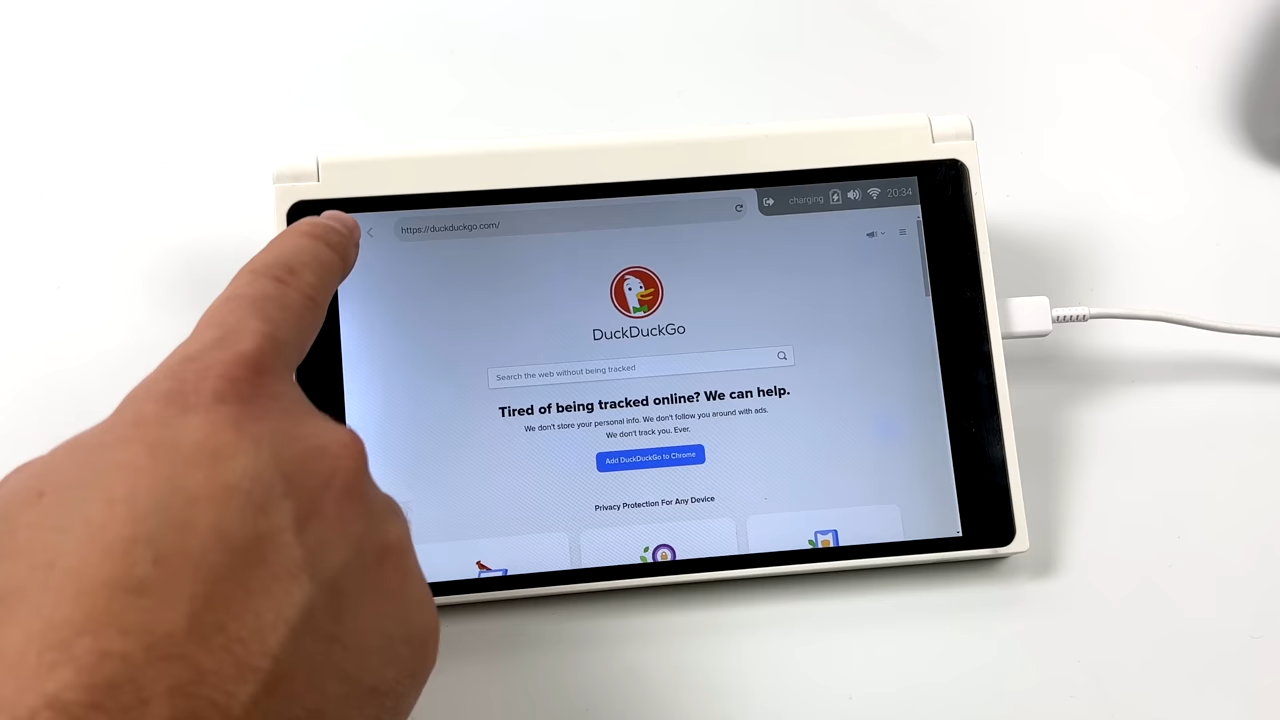 https://duckduckgo.com/
charging
20:34
DuckDuckGo
Search the web without being tracked
Tired of being tracked online? We can help.
We don't store your personal info. We don't follow you around with ads.
We don't track you. Ever.
Add DuckDuckGo to Chrome
Privacy Protection For Any Device